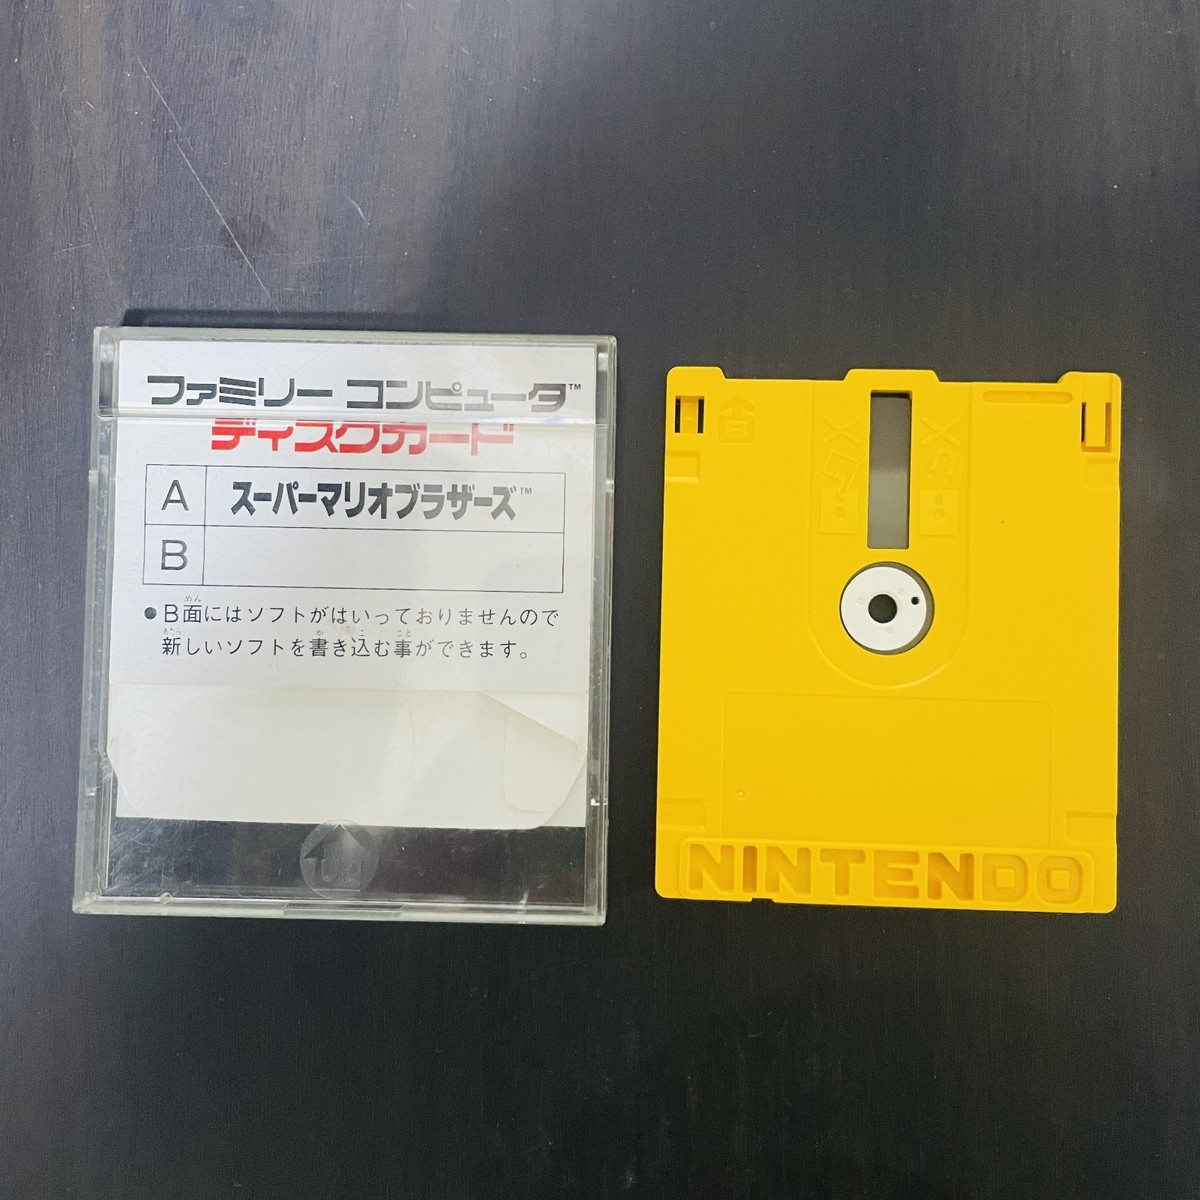 ファミリー コンピュータ™
ディスクカード
A スーパーマリオブラザーズ™
B
●B面にはソフトがはいっておりませんので
新しいソフトを書き込む事ができます。
NINTENDO